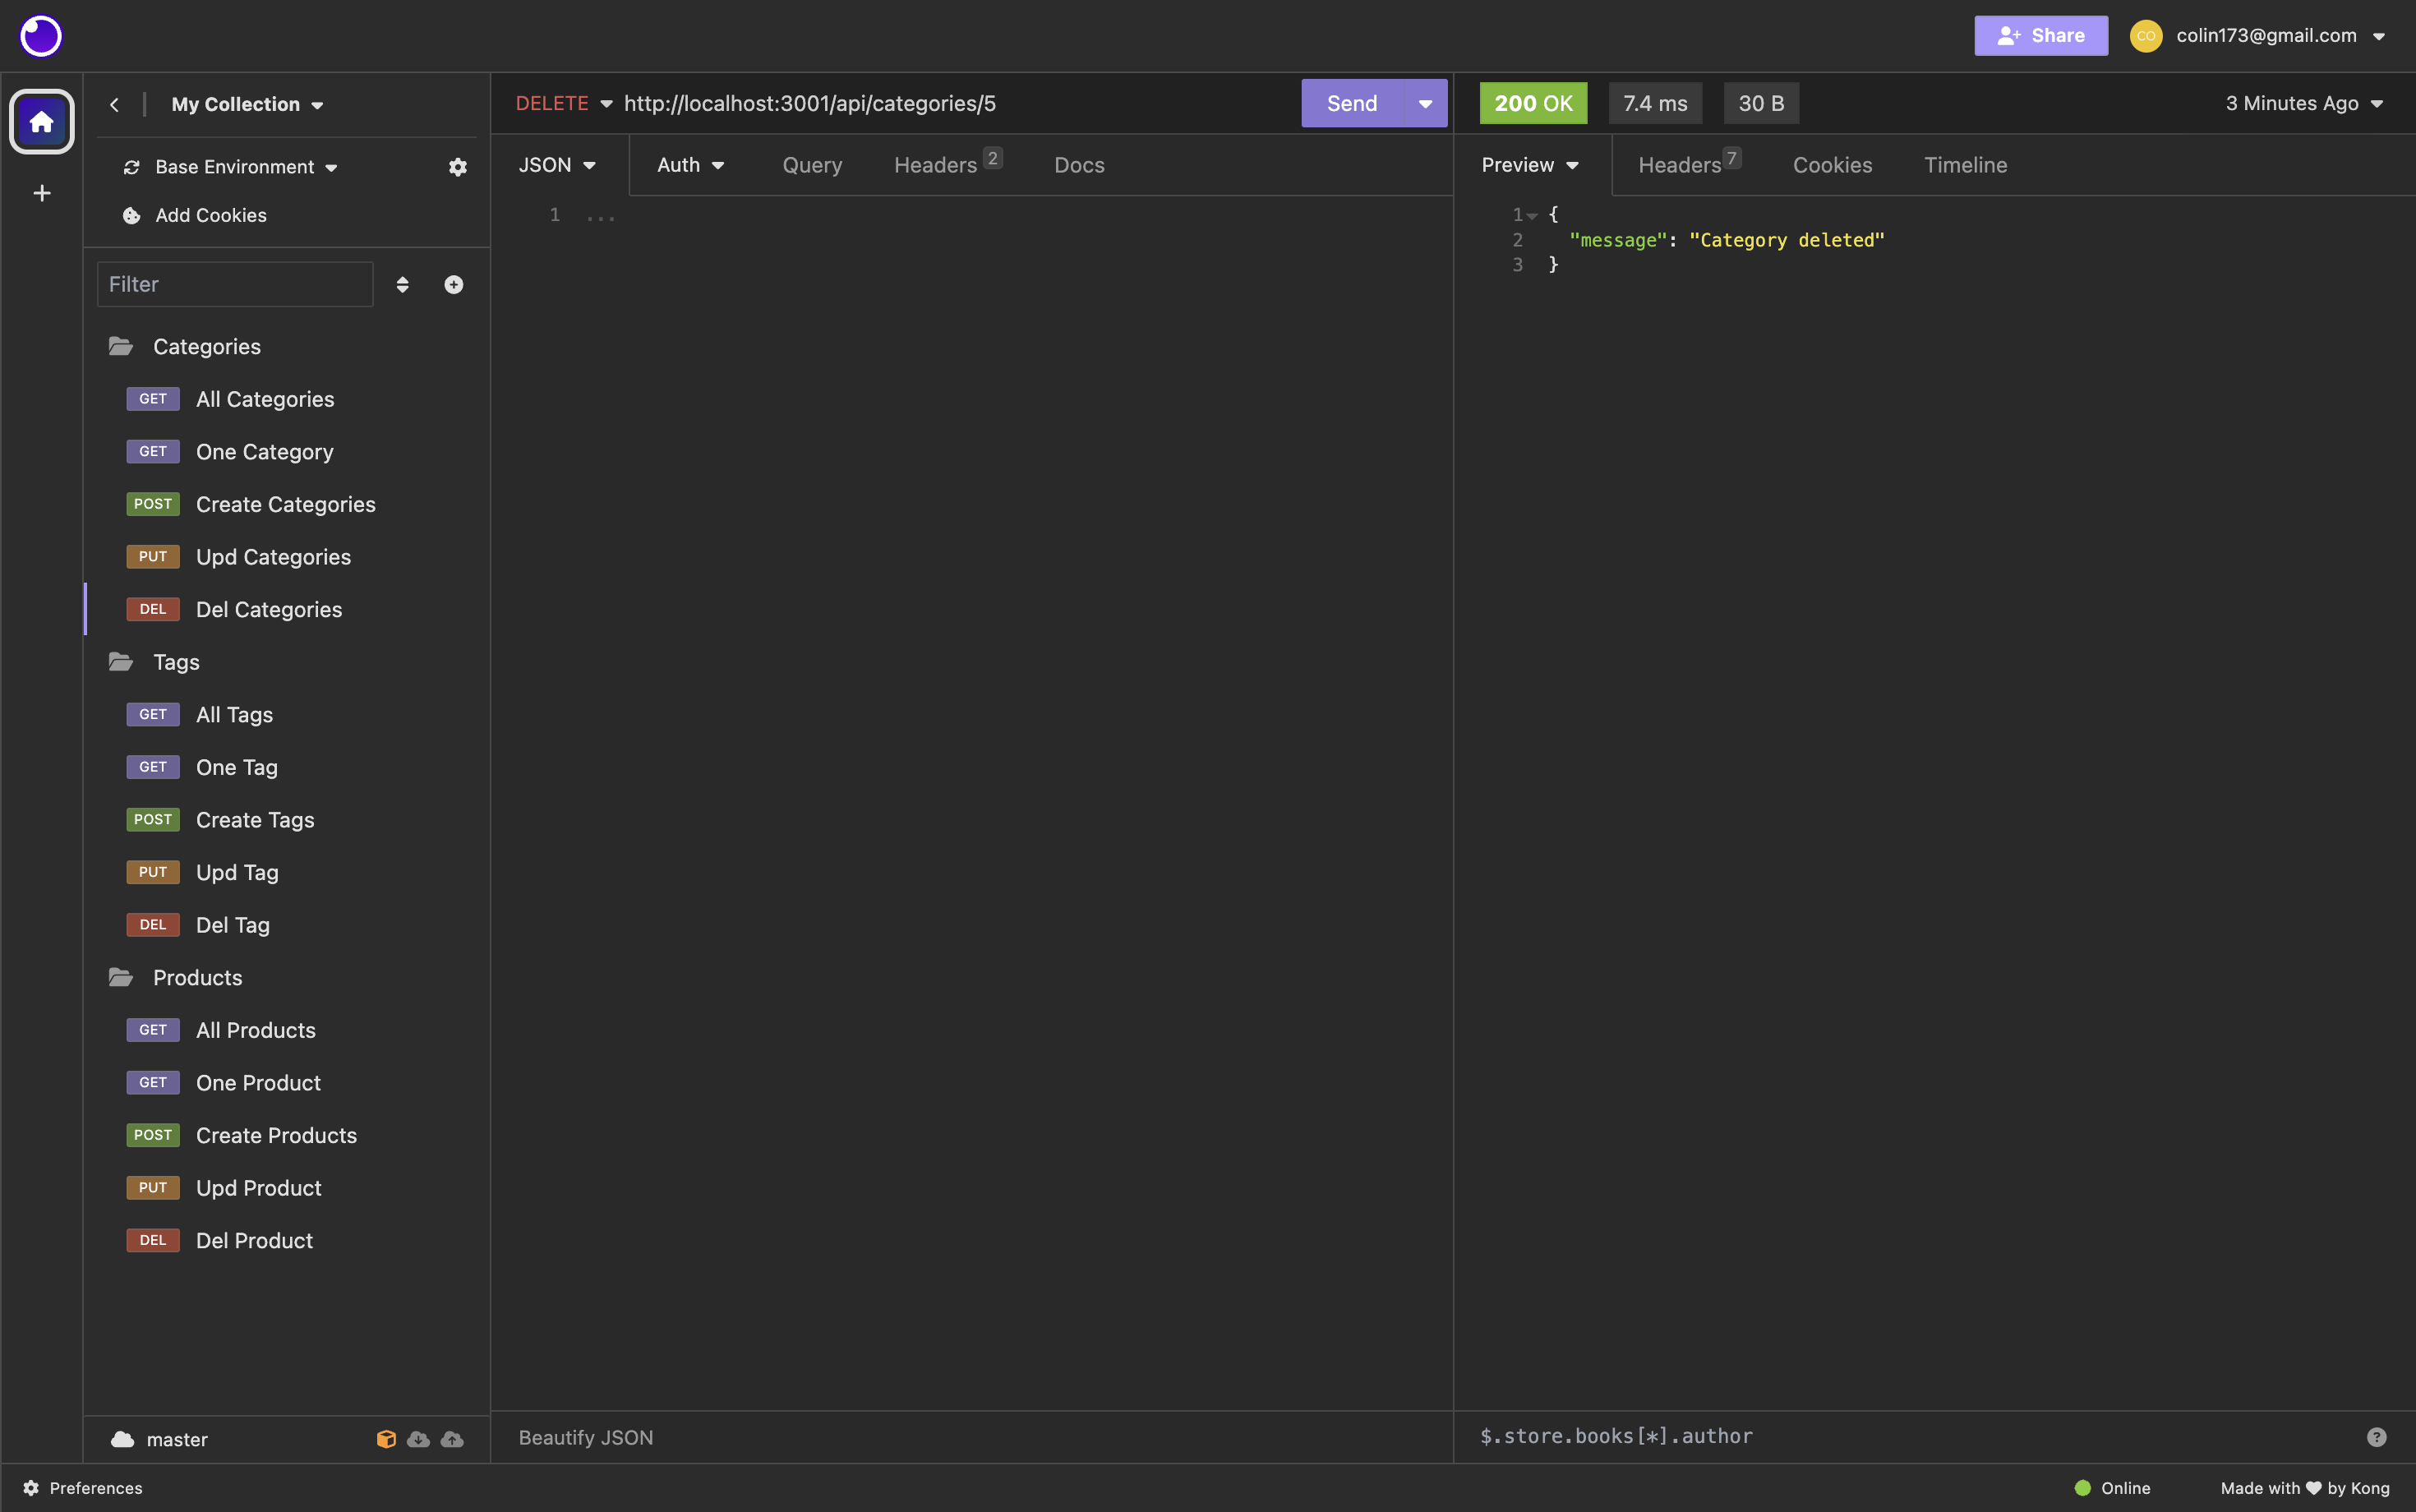 Share
CO
colin173@gmail.com
My Collection
Base Environment
Add Cookies
Filter
Categories
GET All Categories
GET One Category
POST Create Categories
PUT Upd Categories
DEL Del Categories
Tags
GET All Tags
GET One Tag
POST Create Tags
PUT Upd Tag
DEL Del Tag
Products
GET All Products
GET One Product
POST Create Products
PUT Upd Product
DEL Del Product
master
DELETE http://localhost:3001/api/categories/5
Send
JSON Auth Query Headers 2 Docs
1 ...
Beautify JSON
200 OK 7.4 ms 30 B 3 Minutes Ago
Preview Headers 7 Cookies Timeline
1 {
2 "message": "Category deleted"
3 }
$.store.books[*].author
?
Preferences
Online
Made with ♥ by Kong